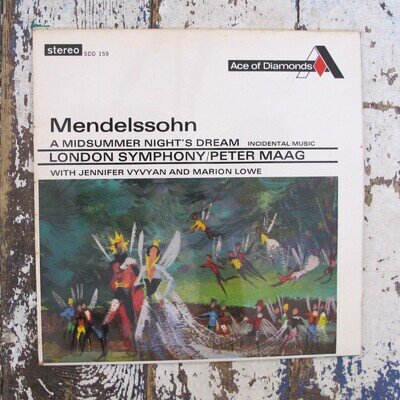 stereo SDD 159
Ace of Diamonds
Mendelssohn
A MIDSUMMER NIGHT'S DREAM INCIDENTAL MUSIC
LONDON SYMPHONY/PETER MAAG
WITH JENNIFER VYVYAN AND MARION LOWE